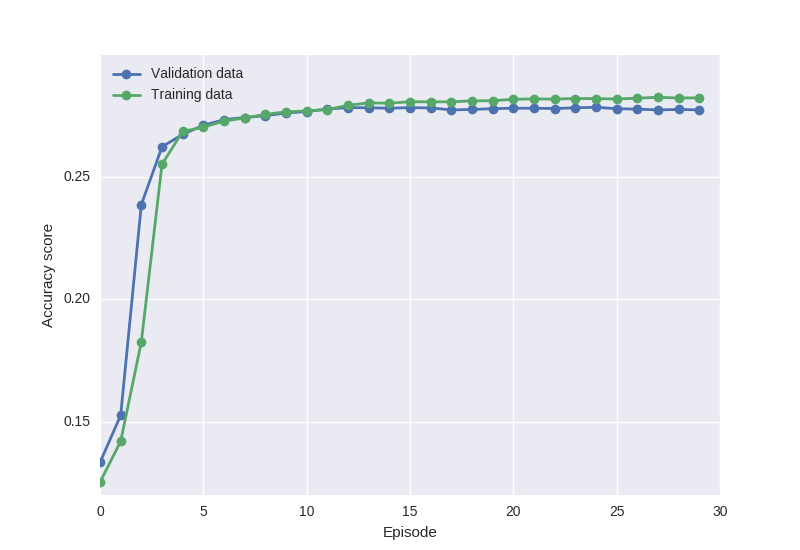 Validation data
Training data
0.25
0.20
0.15
Accuracy score
0 5 10 15 20 25 30
Episode